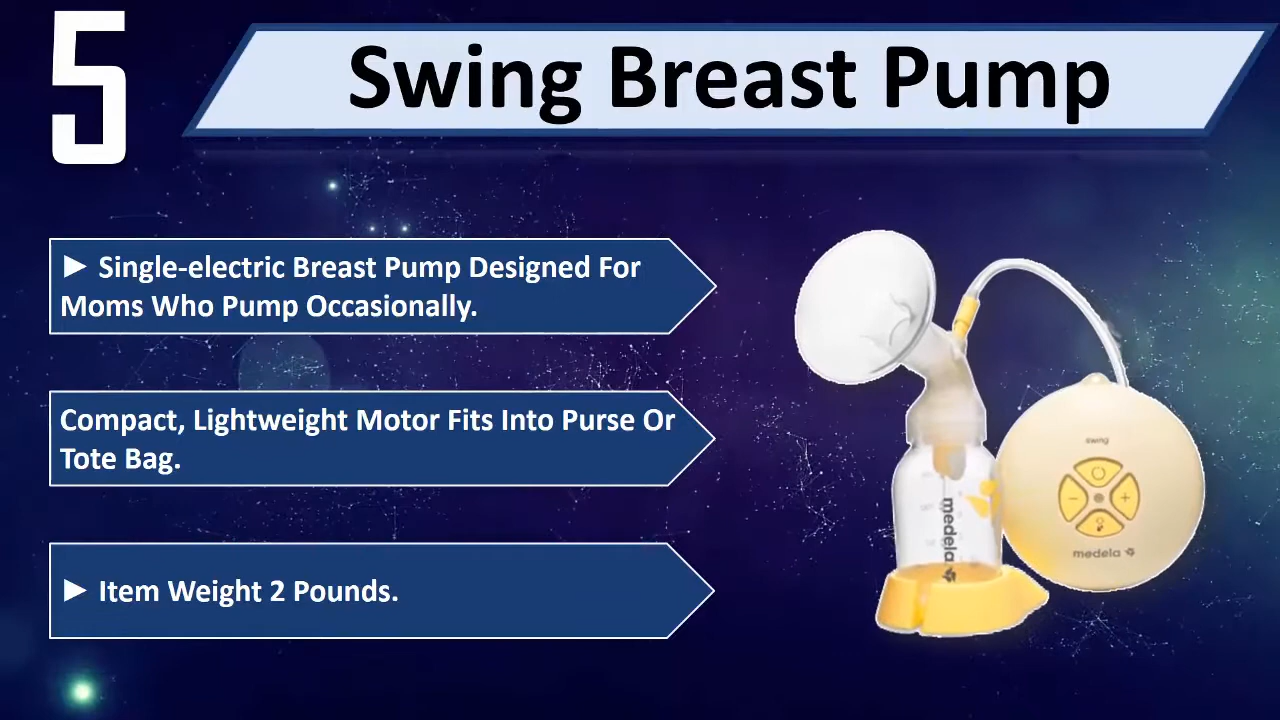 5
Swing Breast Pump
► Single-electric Breast Pump Designed For
Moms Who Pump Occasionally.
Compact, Lightweight Motor Fits Into Purse Or
Tote Bag.
► Item Weight 2 Pounds.
swing
medela
medela